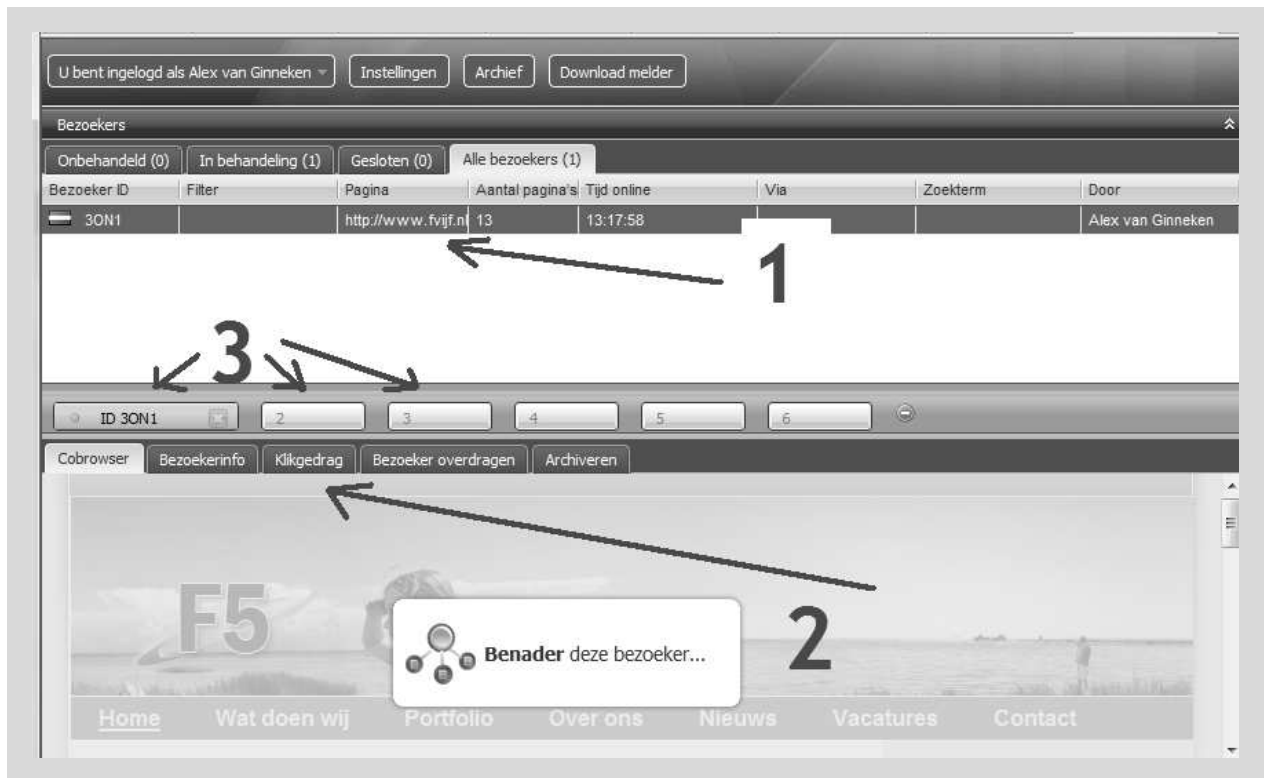 U bent ingelogd als Alex van Ginneken Instellingen Archief Download melder
Bezoekers
Onbehandeld (0) In behandeling (1) Gesloten (0) Alle bezoekers (1)
Bezoeker ID Filter Pagina Aantal pagina's Tijd online Via Zoekterm Door
3ON1 http://www.fvijf.nl 13 13:17:58 Alex van Ginneken
1
3
ID 3ON1 2 3 4 5 6
Cobrowser Bezoekerinfo Klikgedrag Bezoeker overdragen Archiveren
F5
Benader deze bezoeker...
2
Home Wat doen wij Portfolio Over ons Nieuws Vacatures Contact